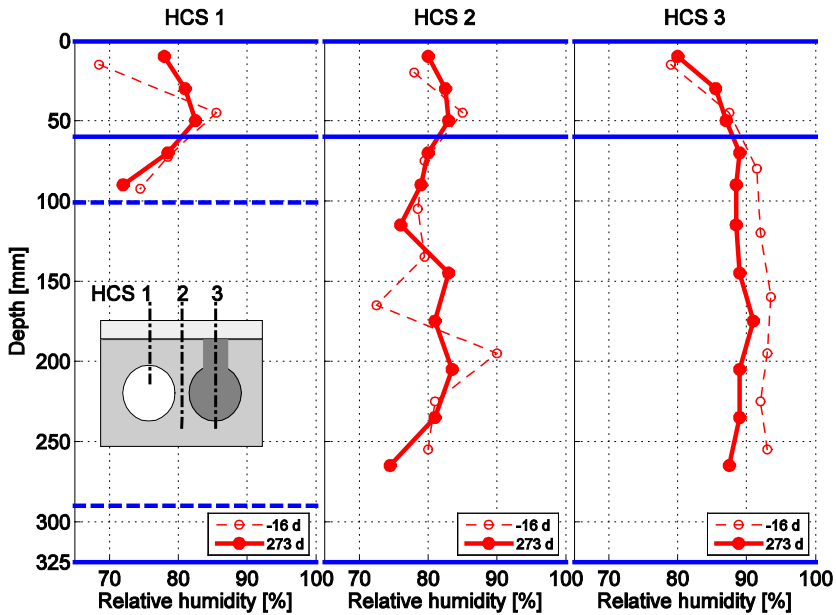 HCS 1 HCS 2 HCS 3
0
50
100
150
200
250
300
325
Depth [mm]
HCS 1 2 3
-16 d
273 d
-16 d
273 d
-16 d
273 d
70 80 90 100 70 80 90 100 70 80 90 100
Relative humidity [%] Relative humidity [%] Relative humidity [%]